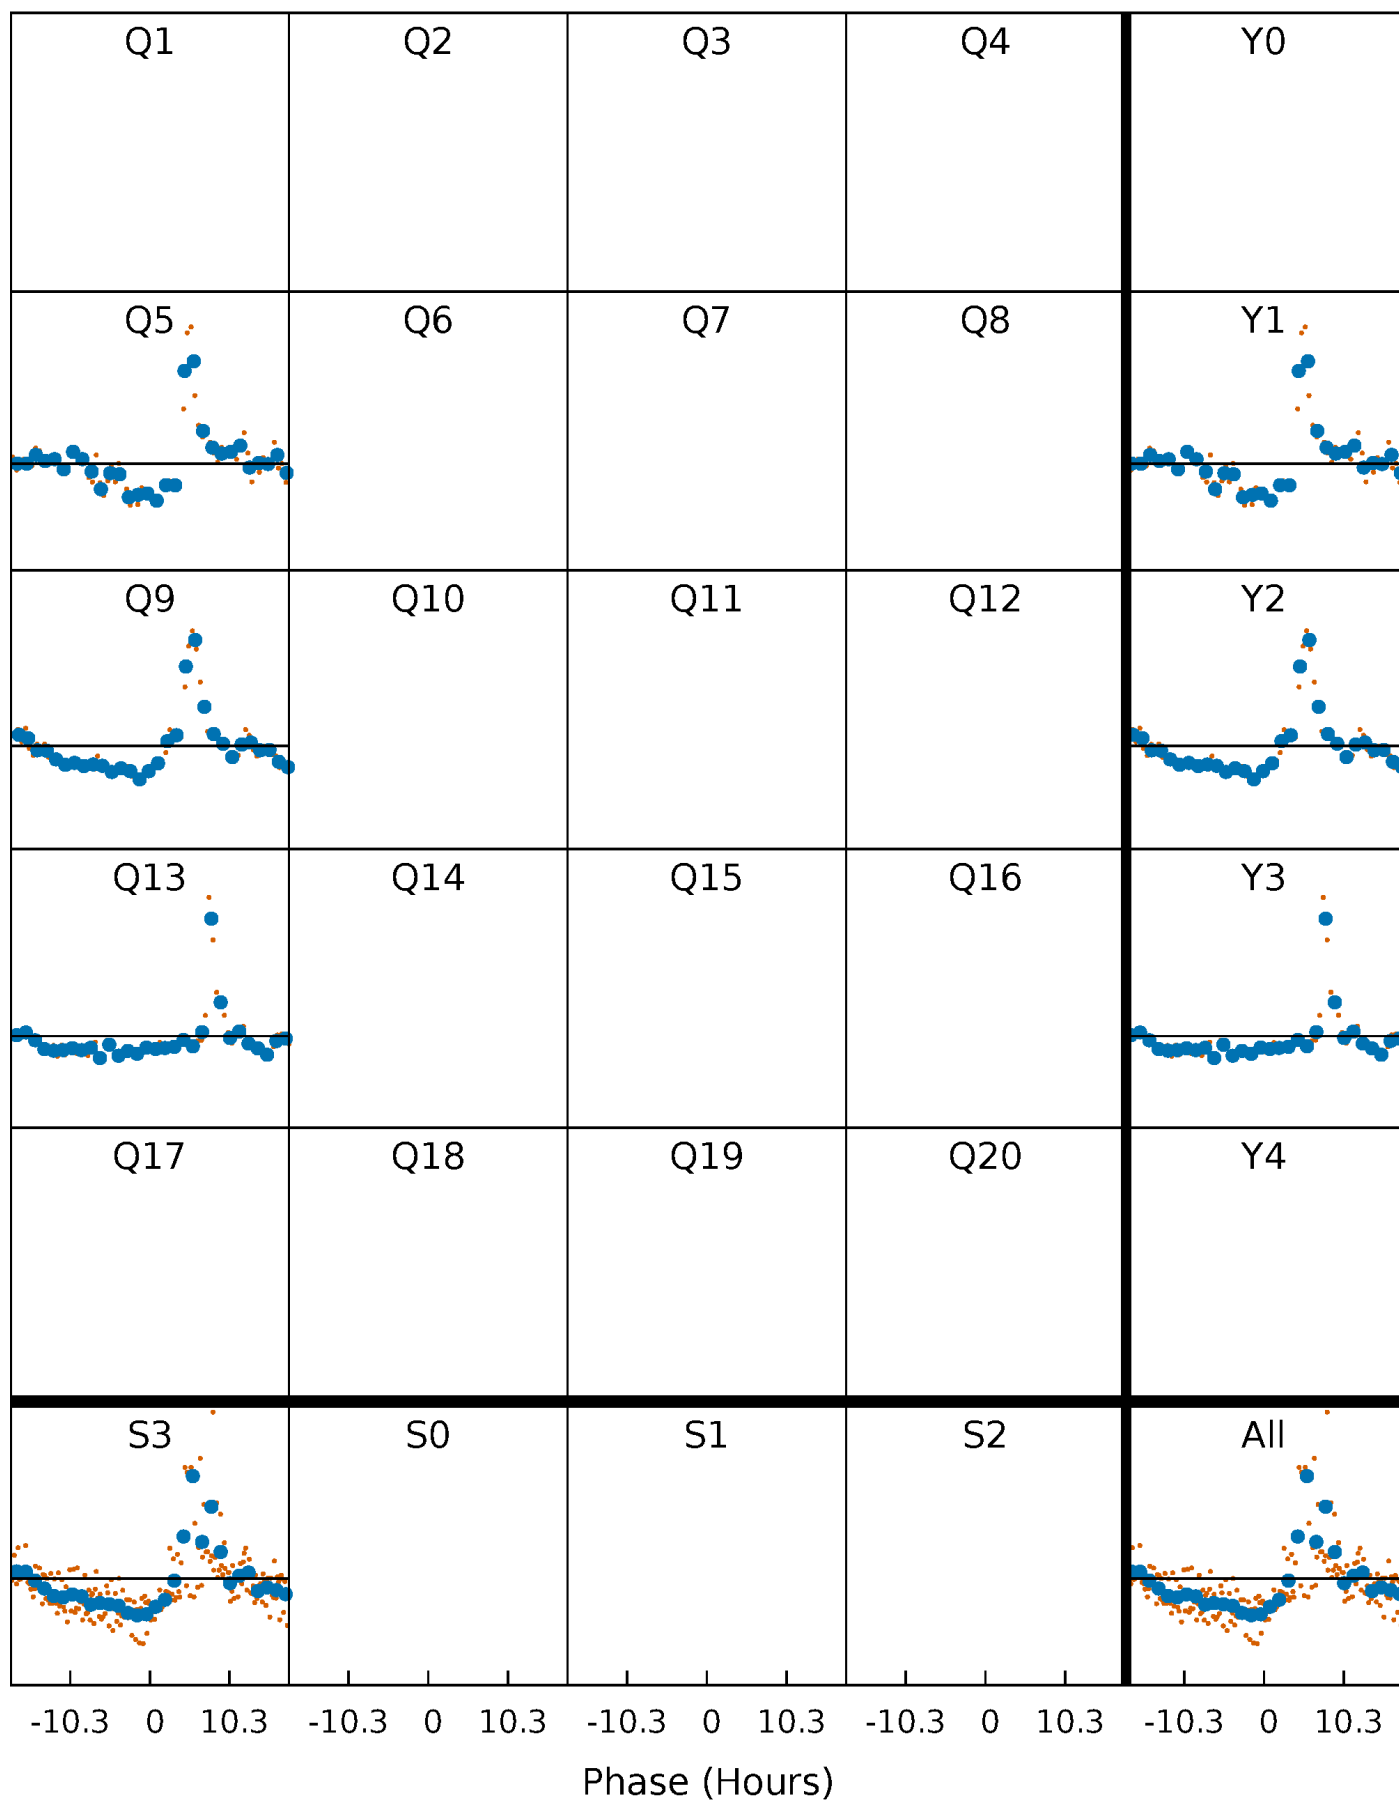 Q1 Q2 Q3 Q4 Y0
Q5 Q6 Q7 Q8 Y1
Q9 Q10 Q11 Q12 Y2
Q13 Q14 Q15 Q16 Y3
Q17 Q18 Q19 Q20 Y4
S3 S0 S1 S2 All
-10.3 0 10.3 -10.3 0 10.3 -10.3 0 10.3 -10.3 0 10.3 -10.3 0 10.3
Phase (Hours)